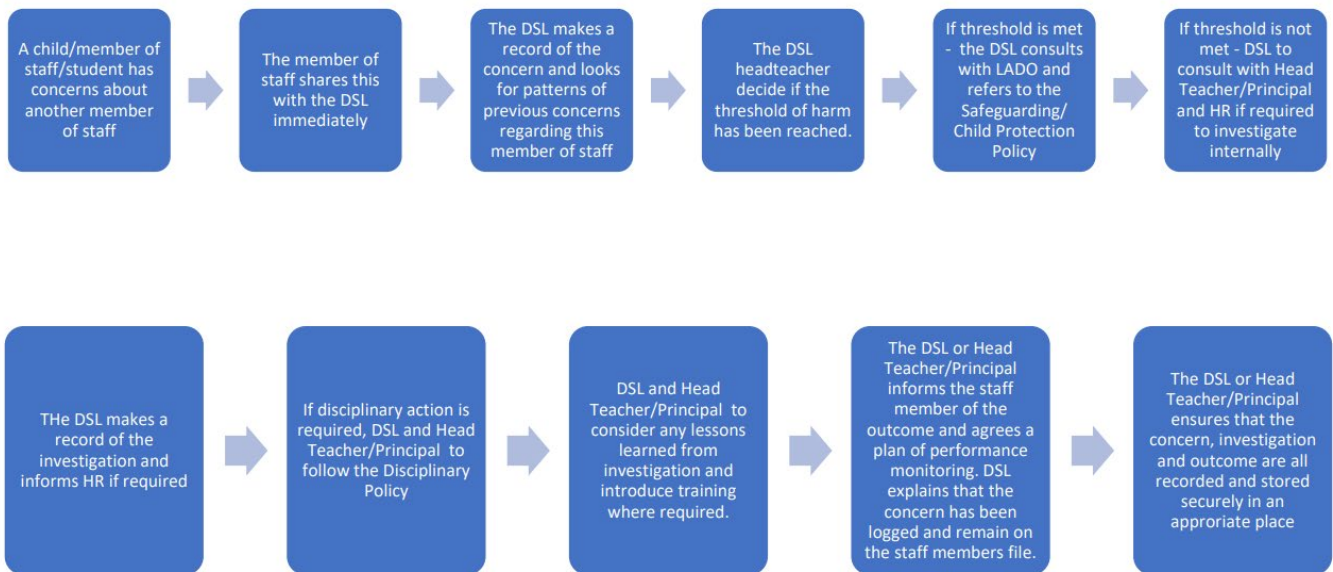 A child/member of
staff/student has
concerns about
another member
of staff
The member of
staff shares this
with the DSL
immediately
The DSL makes a
record of the
concern and looks
for patterns of
previous concerns
regarding this
member of staff
The DSL
headteacher
decide if the
threshold of harm
has been reached.
If threshold is met
- the DSL consults
with LADO and
refers to the
Safeguarding/
Child Protection
Policy
If threshold is not
met - DSL to
consult with Head
Teacher/Principal
and HR if required
to investigate
internally
THe DSL makes a
record of the
investigation and
informs HR if required
If disciplinary action is
required, DSL and Head
Teacher/Principal  to
follow the Disciplinary
Policy
DSL and Head
Teacher/Principal  to
consider any lessons
learned from
investigation and
introduce training
where required.
The DSL or Head
Teacher/Principal
informs the staff
member of the
outcome and agrees a
plan of performance
monitoring. DSL
explains that the
concern has been
logged and remain on
the staff members file.
The DSL or Head
Teacher/Principal
ensures that the
concern, investigation
and outcome are all
recorded and stored
securely in an
approriate place